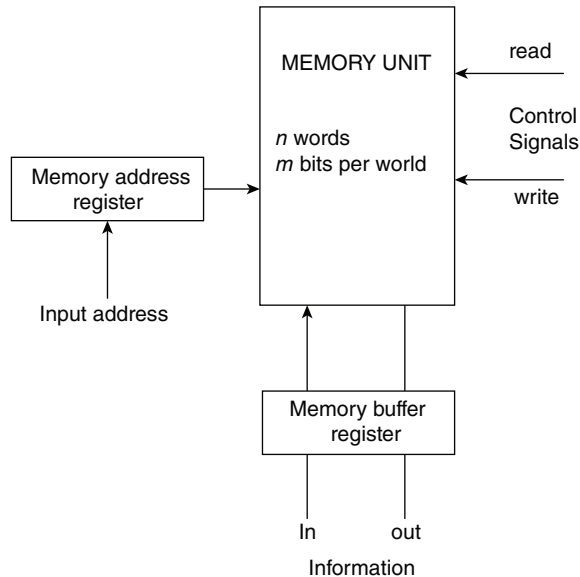 MEMORY UNIT
n words
m bits per world
read
Control
Signals
write
Memory address
register
Input address
Memory buffer
register
In out
Information